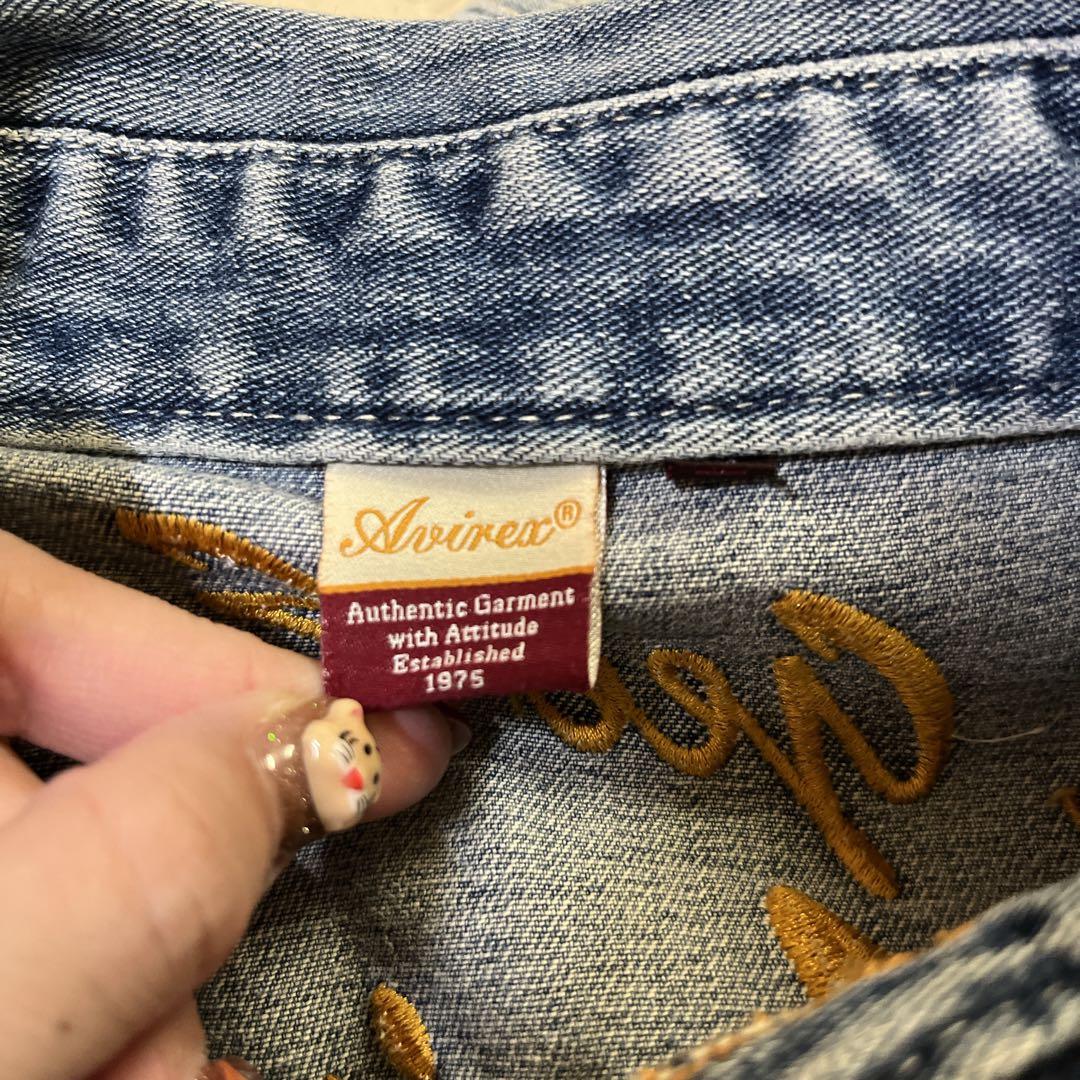 Avirex®
Authentic Garment
with Attitude
Established
1975